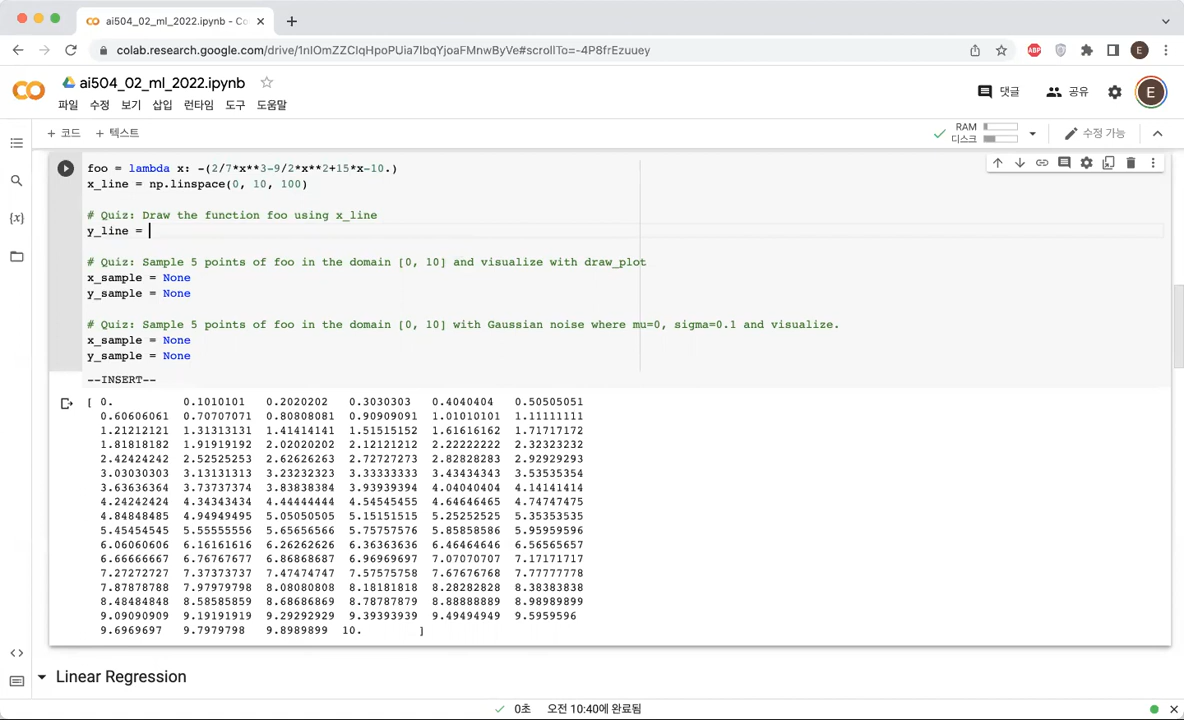 ai504_02_ml_2022.ipynb - Co
colab.research.google.com/drive/1nIOmZZCIqHpoPUia7IbqYjoaFMnwByVe#scrollTo=-4P8frEzuuey
ABP
E
CO
ai504_02_ml_2022.ipynb
파일 수정 보기 삽입 런타임 도구 도움말
댓글
공유
E
+ 코드 + 텍스트
RAM
디스크
수정 가능
foo = lambda x: -(2/7*x**3-9/2*x**2+15*x-10.)
x_line = np.linspace(0, 10, 100)
# Quiz: Draw the function foo using x_line
y_line =
# Quiz: Sample 5 points of foo in the domain [0, 10] and visualize with draw_plot
x_sample = None
y_sample = None
# Quiz: Sample 5 points of foo in the domain [0, 10] with Gaussian noise where mu=0, sigma=0.1 and visualize.
x_sample = None
y_sample = None
--INSERT--
[ 0. 0.1010101 0.2020202 0.3030303 0.4040404 0.50505051
0.60606061 0.70707071 0.80808081 0.90909091 1.01010101 1.11111111
1.21212121 1.31313131 1.41414141 1.51515152 1.61616162 1.71717172
1.81818182 1.91919192 2.02020202 2.12121212 2.22222222 2.32323232
2.42424242 2.52525253 2.62626263 2.72727273 2.82828283 2.92929293
3.03030303 3.13131313 3.23232323 3.33333333 3.43434343 3.53535354
3.63636364 3.73737374 3.83838384 3.93939394 4.04040404 4.14141414
4.24242424 4.34343434 4.44444444 4.54545455 4.64646465 4.74747475
4.84848485 4.94949495 5.05050505 5.15151515 5.25252525 5.35353535
5.45454545 5.55555556 5.65656566 5.75757576 5.85858586 5.95959596
6.06060606 6.16161616 6.26262626 6.36363636 6.46464646 6.56565657
6.66666667 6.76767677 6.86868687 6.96969697 7.07070707 7.17171717
7.27272727 7.37373737 7.47474747 7.57575758 7.67676768 7.77777778
7.87878788 7.97979798 8.08080808 8.18181818 8.28282828 8.38383838
8.48484848 8.58585859 8.68686869 8.78787879 8.88888889 8.98989899
9.09090909 9.19191919 9.29292929 9.39393939 9.49494949 9.5959596
9.6969697 9.7979798 9.8989899 10. ]
Linear Regression
0초 오전 10:40에 완료됨